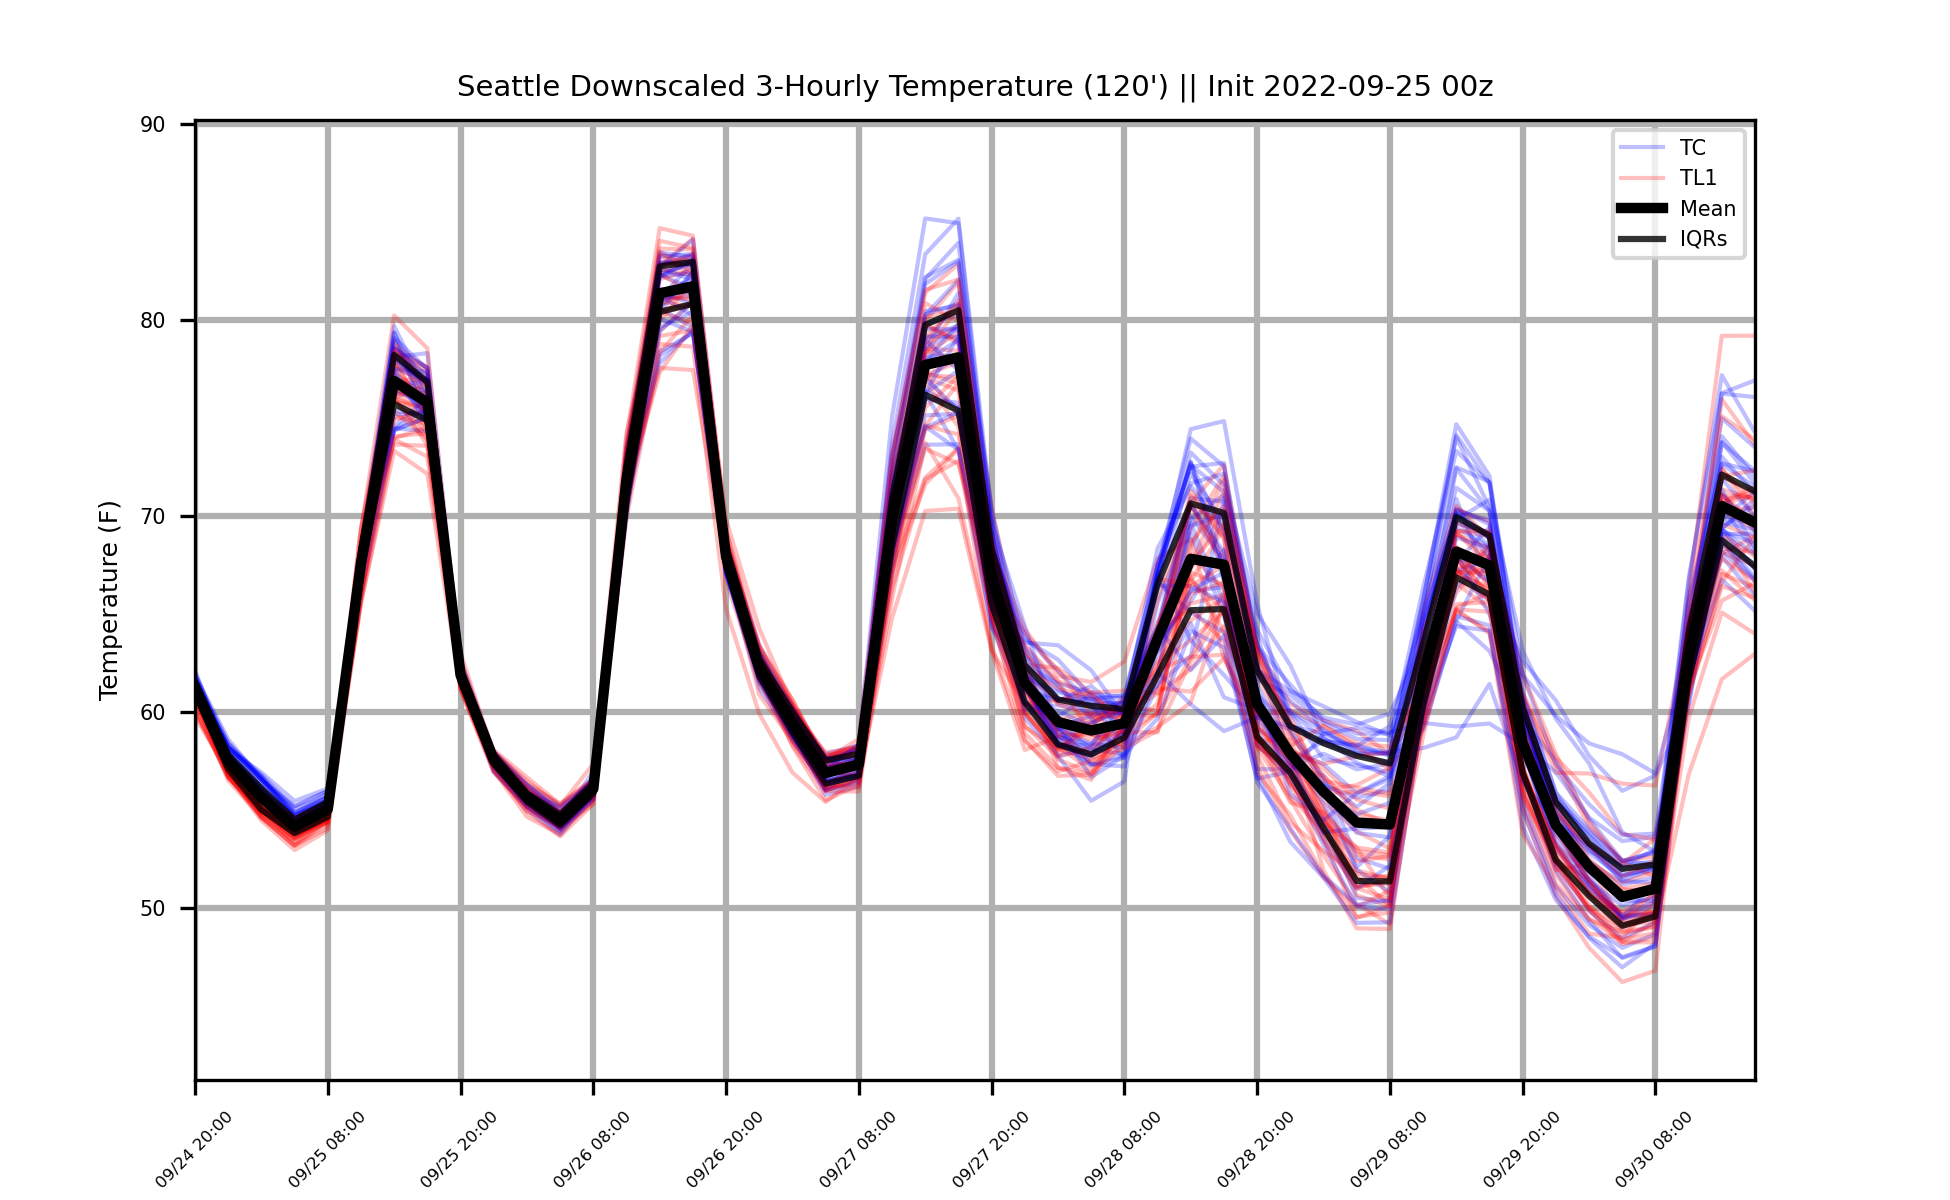 Seattle Downscaled 3-Hourly Temperature (120') || Init 2022-09-25 00z
90
80
70
60
50
Temperature (F)
TC
TL1
Mean
IQRs
09/24 20:00
09/25 08:00
09/25 20:00
09/26 08:00
09/26 20:00
09/27 08:00
09/27 20:00
09/28 08:00
09/28 20:00
09/29 08:00
09/29 20:00
09/30 08:00